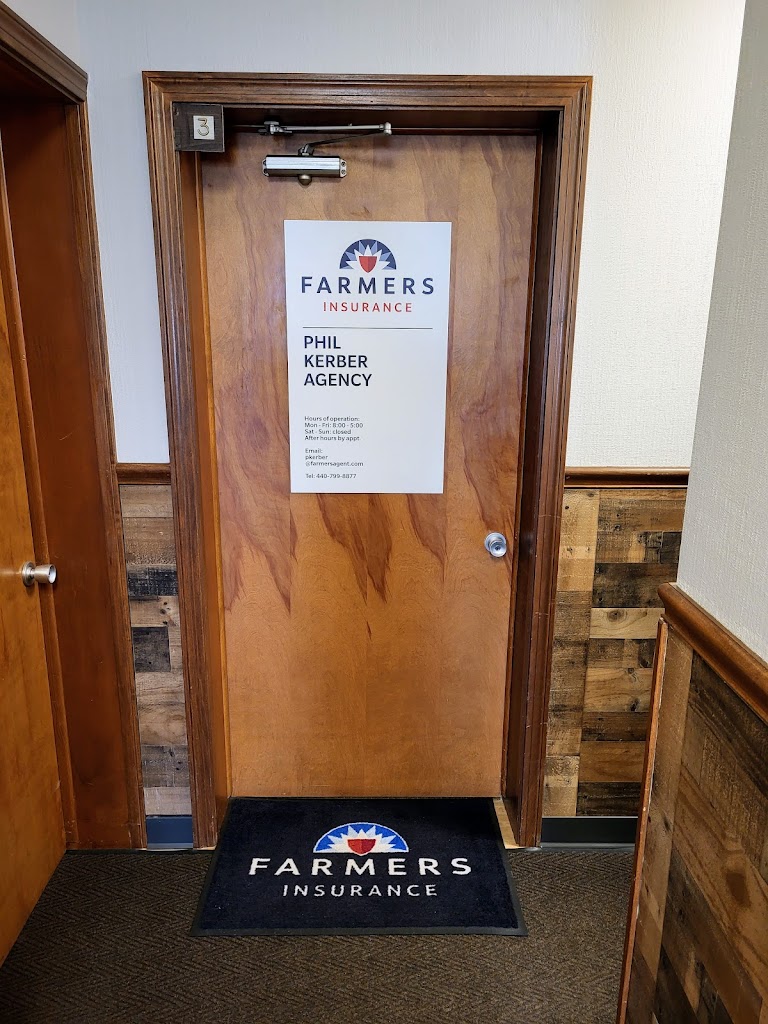 3
FARMERS
INSURANCE
PHIL
KERBER
AGENCY
Hours of operation:
Mon - Fri: 8:00 - 5:00
Sat - Sun: closed
After hours by appt.
Email:
pkerber
@farmersagent.com
Tel: 440-799-8877
FARMERS
INSURANCE